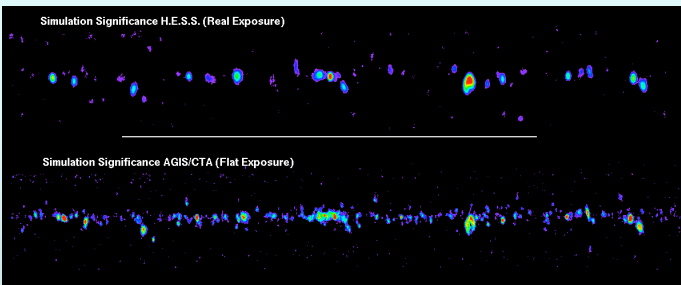 Simulation Significance H.E.S.S. (Real Exposure)
Simulation Significance AGIS/CTA (Flat Exposure)